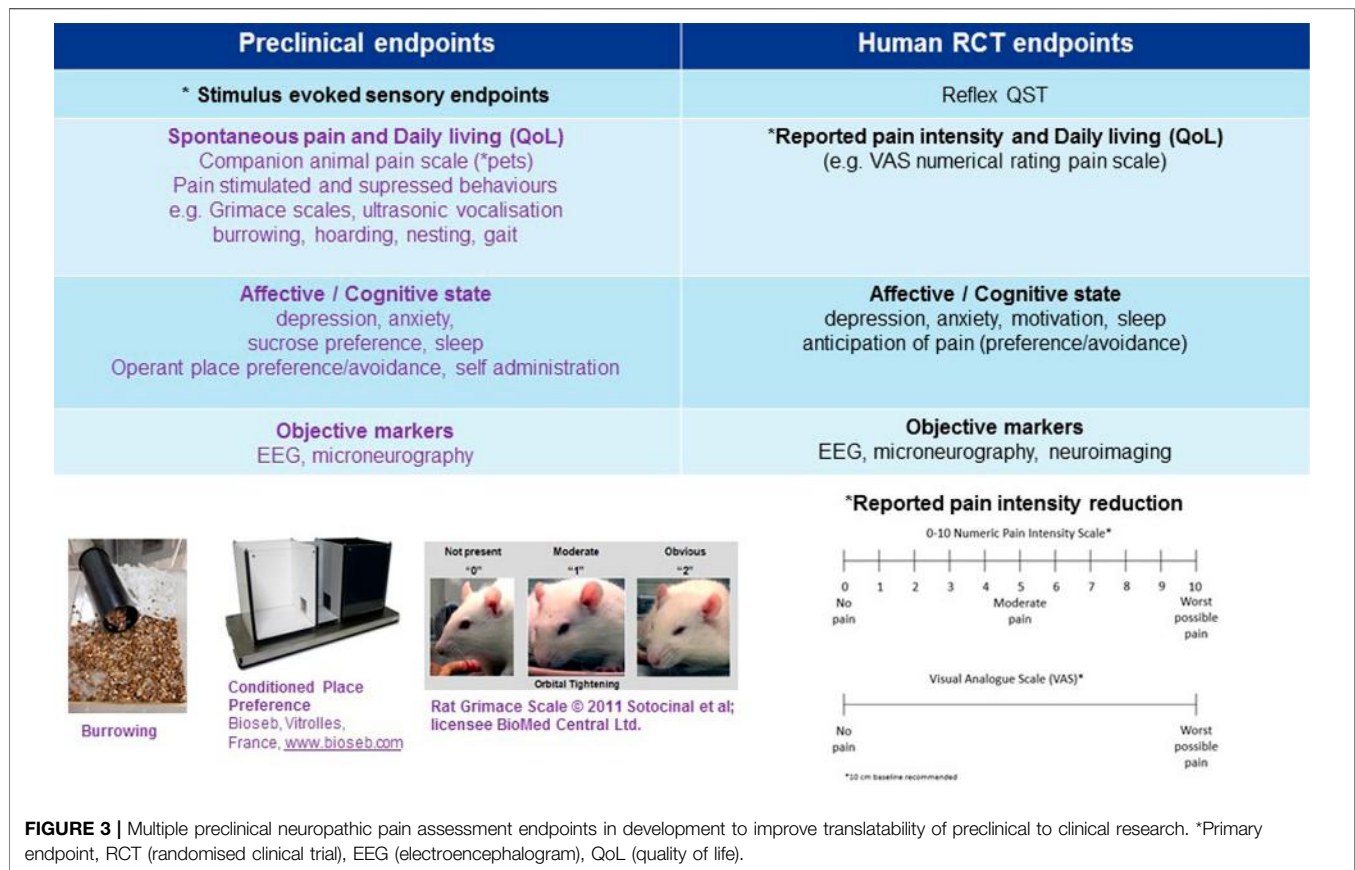 Preclinical endpoints
Human RCT endpoints
* Stimulus evoked sensory endpoints
Reflex QST
Spontaneous pain and Daily living (QoL)
Companion animal pain scale (*pets)
Pain stimulated and supressed behaviours
e.g. Grimace scales, ultrasonic vocalisation
burrowing, hoarding, nesting, gait
*Reported pain intensity and Daily living (QoL)
(e.g. VAS numerical rating pain scale)
Affective / Cognitive state
depression, anxiety,
sucrose preference, sleep
Operant place preference/avoidance, self administration
Affective / Cognitive state
depression, anxiety, motivation, sleep
anticipation of pain (preference/avoidance)
Objective markers
EEG, microneurography
Objective markers
EEG, microneurography, neuroimaging
Burrowing
Conditioned Place
Preference
Bioseb, Vitrolles,
France, www.bioseb.com
Not present Moderate Obvious
"0" "1" "2"
Orbital Tightening
Rat Grimace Scale © 2011 Sotocinal et al;
licensee BioMed Central Ltd.
*Reported pain intensity reduction
0-10 Numeric Pain Intensity Scale*
0 1 2 3 4 5 6 7 8 9 10
No Moderate Worst
pain pain possible
pain
Visual Analogue Scale (VAS)*
No Worst
pain possible
pain
*10 cm baseline recommended
FIGURE 3 | Multiple preclinical neuropathic pain assessment endpoints in development to improve translatability of preclinical to clinical research. *Primary
endpoint, RCT (randomised clinical trial), EEG (electroencephalogram), QoL (quality of life).